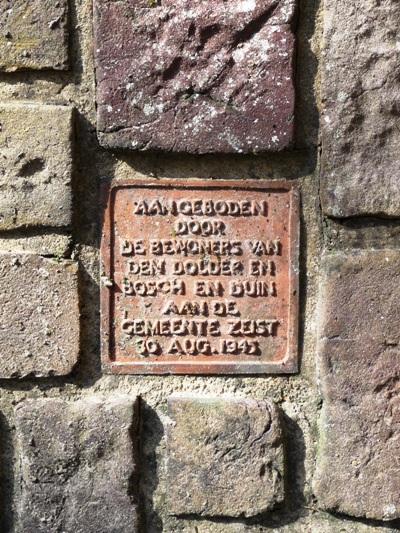 AANGEBODEN
DOOR
DE BEWONERS VAN
DEN DOLDER EN
BOSCH EN DUIN
AAN DE
GEMEENTE ZEIST
30 AUG. 1945